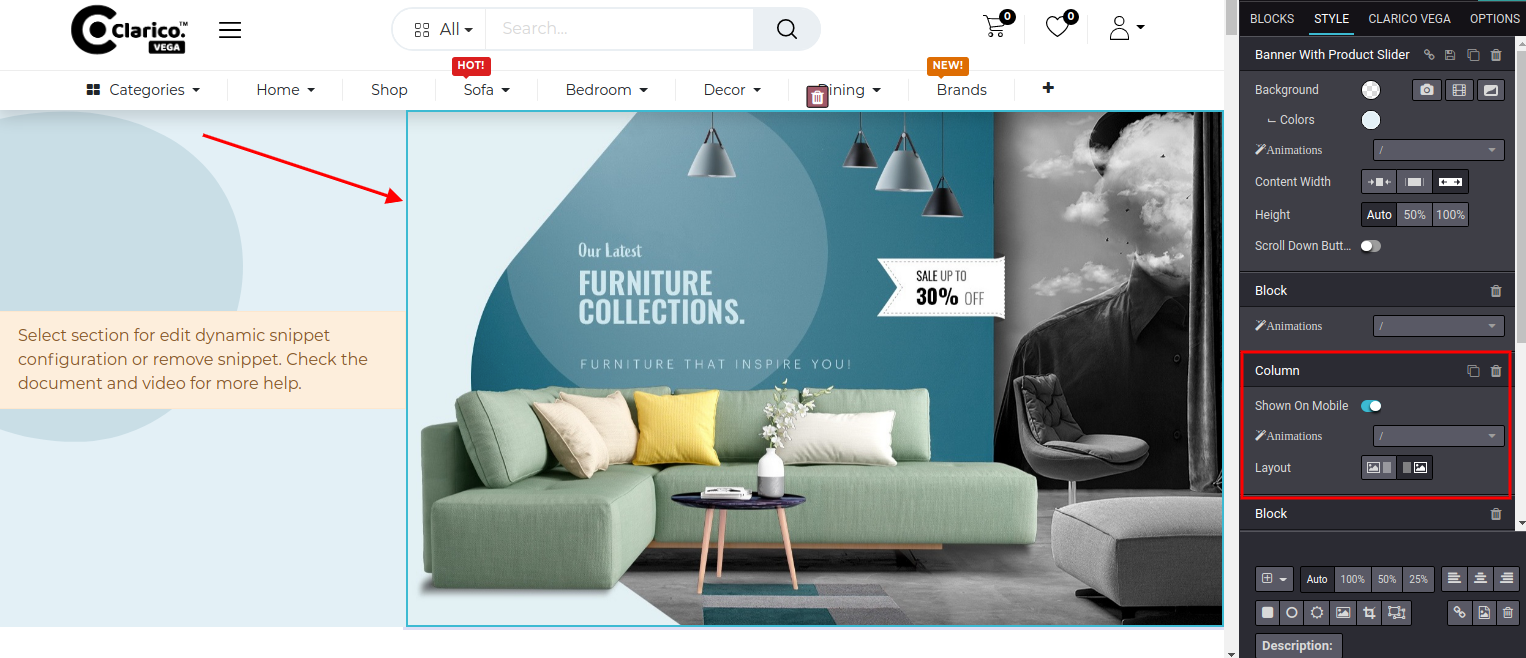 Clarico.™
VEGA
All
Search...
0
0
HOT!
NEW!
Categories
Home
Shop
Sofa
Bedroom
Decor
ining
Brands
+
Our Latest
FURNITURE
COLLECTIONS.
FURNITURE THAT INSPIRE YOU!
SALE UP TO
30% OFF
Select section for edit dynamic snippet
configuration or remove snippet. Check the
document and video for more help.
BLOCKS STYLE CLARICO VEGA OPTIONS
Banner With Product Slider
Background
Colors
Animations /
Content Width
Height Auto 50% 100%
Scroll Down Butt...
Block
Animations /
Column
Shown On Mobile
Animations /
Layout
Block
Auto 100% 50% 25%
Description: